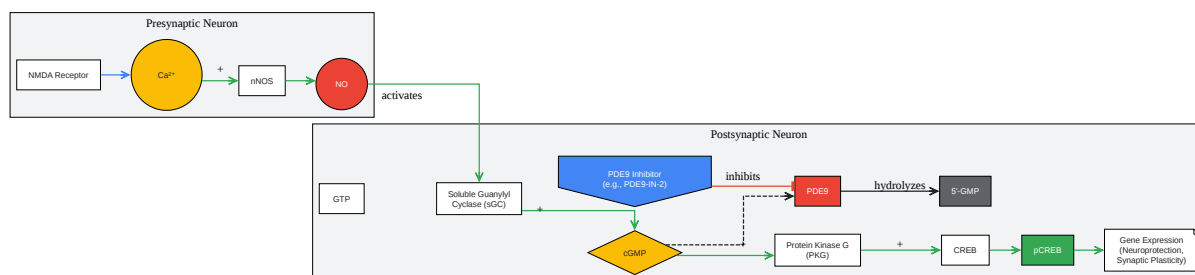 Presynaptic Neuron
NMDA Receptor
Ca²⁺
+
nNOS
NO
activates
Postsynaptic Neuron
GTP
Soluble Guanylyl
Cyclase (sGC)
+
PDE9 Inhibitor
(e.g., PDE9-IN-2)
inhibits
PDE9
hydrolyzes
5'-GMP
cGMP
Protein Kinase G
(PKG)
+
CREB
pCREB
Gene Expression
(Neuroprotection,
Synaptic Plasticity)